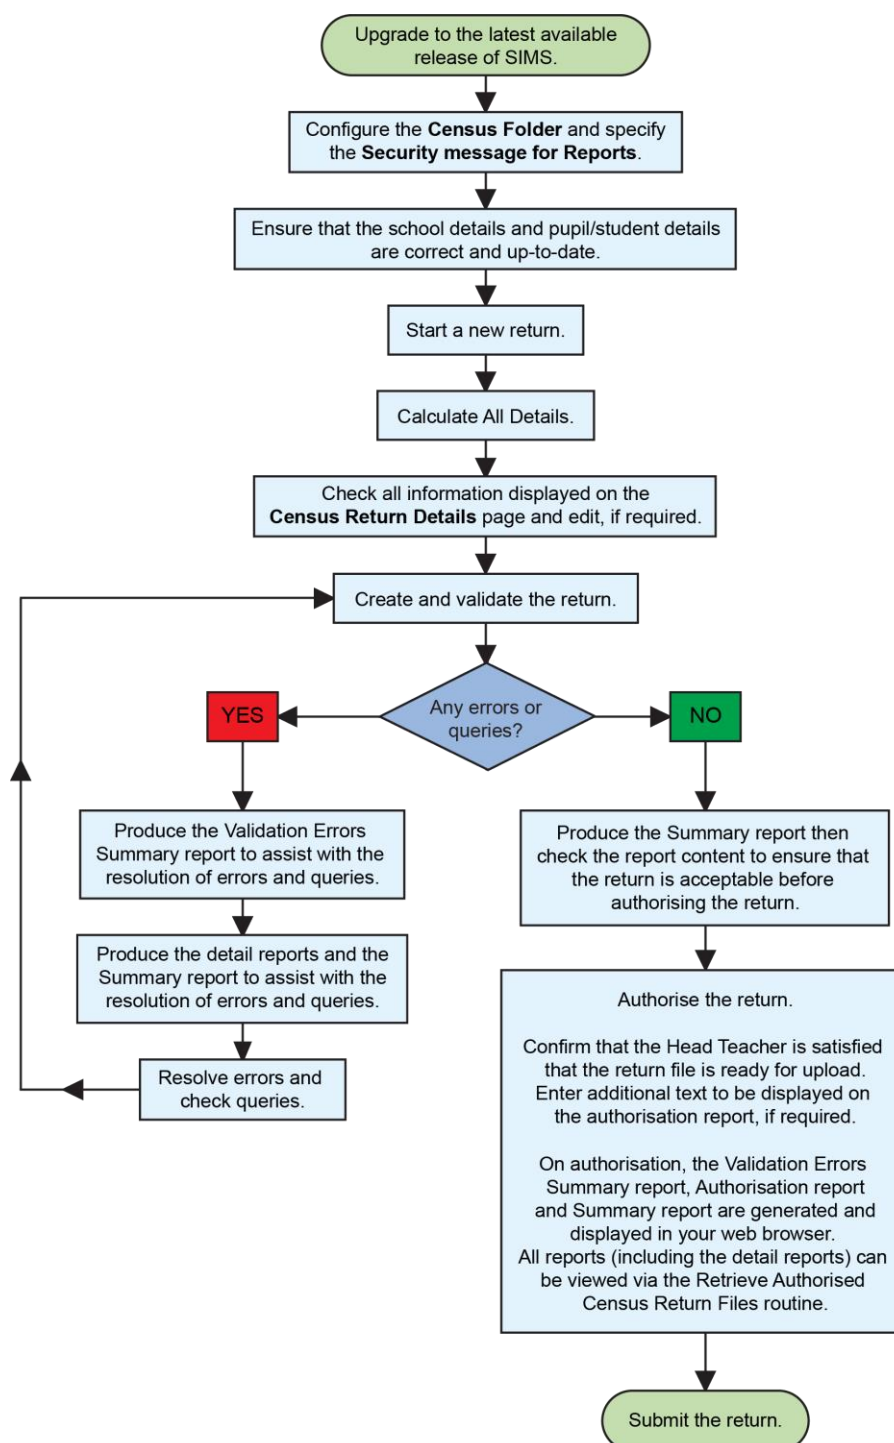 Upgrade to the latest available
release of SIMS.
Configure the Census Folder and specify
the Security message for Reports.
Ensure that the school details and pupil/student details
are correct and up-to-date.
Start a new return.
Calculate All Details.
Check all information displayed on the
Census Return Details page and edit, if required.
Create and validate the return.
Any errors or
queries?
YES
NO
Produce the Validation Errors
Summary report to assist with the
resolution of errors and queries.
Produce the detail reports and the
Summary report to assist with the
resolution of errors and queries.
Resolve errors and
check queries.
Produce the Summary report then
check the report content to ensure that
the return is acceptable before
authorising the return.
Authorise the return.
Confirm that the Head Teacher is satisfied
that the return file is ready for upload.
Enter additional text to be displayed on
the authorisation report, if required.
On authorisation, the Validation Errors
Summary report, Authorisation report
and Summary report are generated and
displayed in your web browser.
All reports (including the detail reports) can
be viewed via the Retrieve Authorised
Census Return Files routine.
Submit the return.